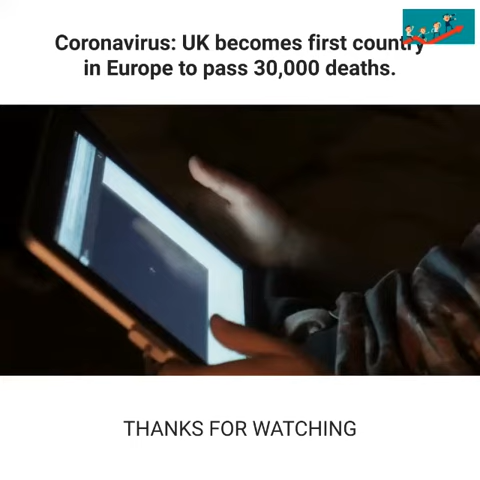 Coronavirus: UK becomes first country
in Europe to pass 30,000 deaths.
THANKS FOR WATCHING